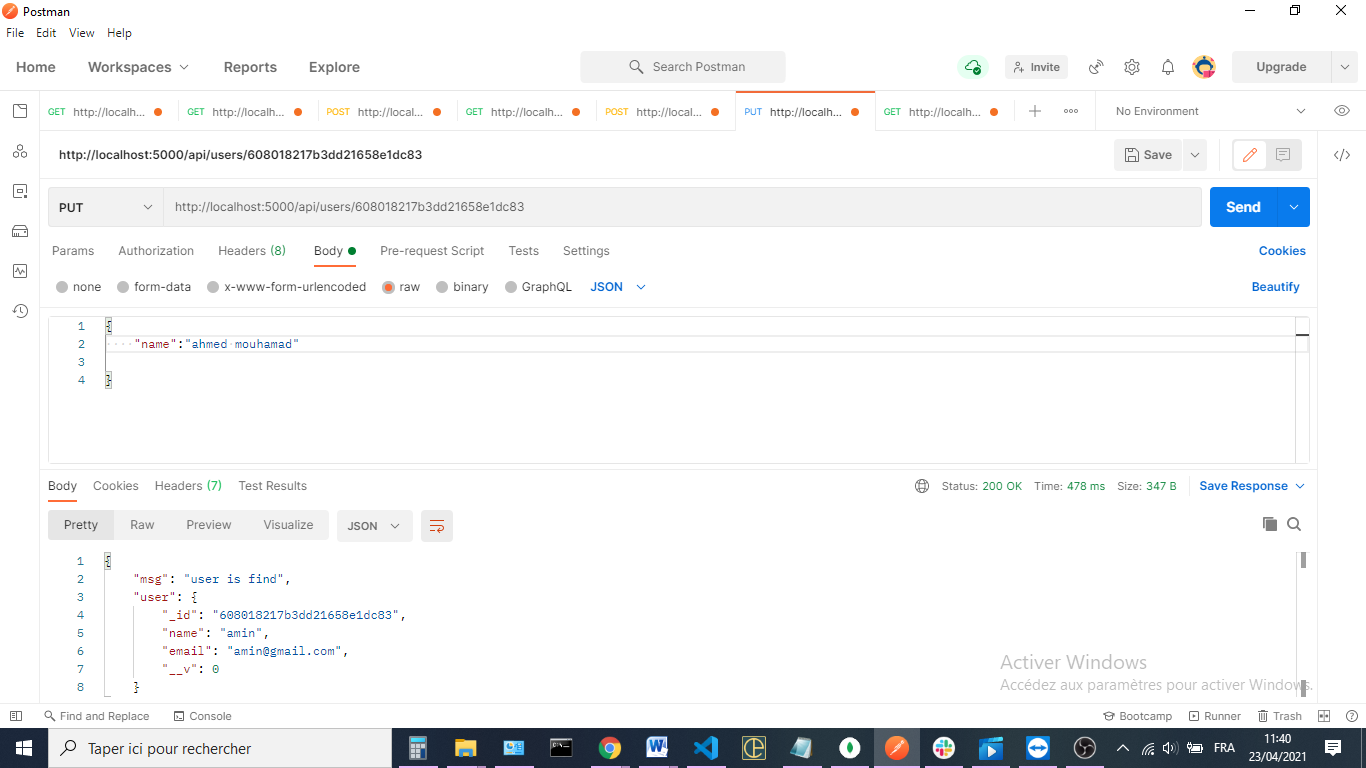 Postman
File Edit View Help
Home Workspaces Reports Explore Search Postman Invite Upgrade
GET http://localh... GET http://localh... POST http://local... GET http://localh... POST http://local... PUT http://localh... GET http://localh... No Environment
http://localhost:5000/api/users/608018217b3dd21658e1dc83 Save
PUT http://localhost:5000/api/users/608018217b3dd21658e1dc83 Send
Params Authorization Headers (8) Body Pre-request Script Tests Settings Cookies
none form-data x-www-form-urlencoded raw binary GraphQL JSON Beautify
1 {
2 "name":"ahmed mouhamad"
3
4 }
Body Cookies Headers (7) Test Results Status: 200 OK Time: 478 ms Size: 347 B Save Response
Pretty Raw Preview Visualize JSON
1 {
2 "msg": "user is find",
3 "user": {
4 "_id": "608018217b3dd21658e1dc83",
5 "name": "amin",
6 "email": "amin@gmail.com",
7 "__v": 0
8 }
Activer Windows
Accédez aux paramètres pour activer Windows.
Find and Replace Console Bootcamp Runner Trash
Taper ici pour rechercher FRA 11:40
23/04/2021